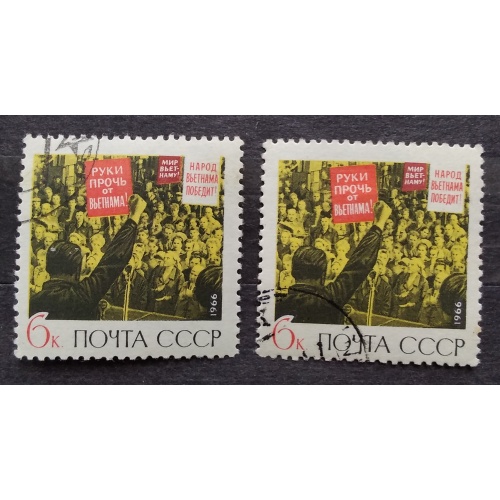 РУКИ
ПРОЧЬ
ОТ
ВЬЕТНАМА!
МИР
ВЬЕТ-
НАМУ!
НАРОД
ВЬЕТНАМА
ПОБЕДИТ!
1966
6к ПОЧТА СССР
РУКИ
ПРОЧЬ
ОТ
ВЬЕТНАМА!
МИР
ВЬЕТ-
НАМУ!
НАРОД
ВЬЕТНАМА
ПОБЕДИТ!
1966
6к ПОЧТА СССР